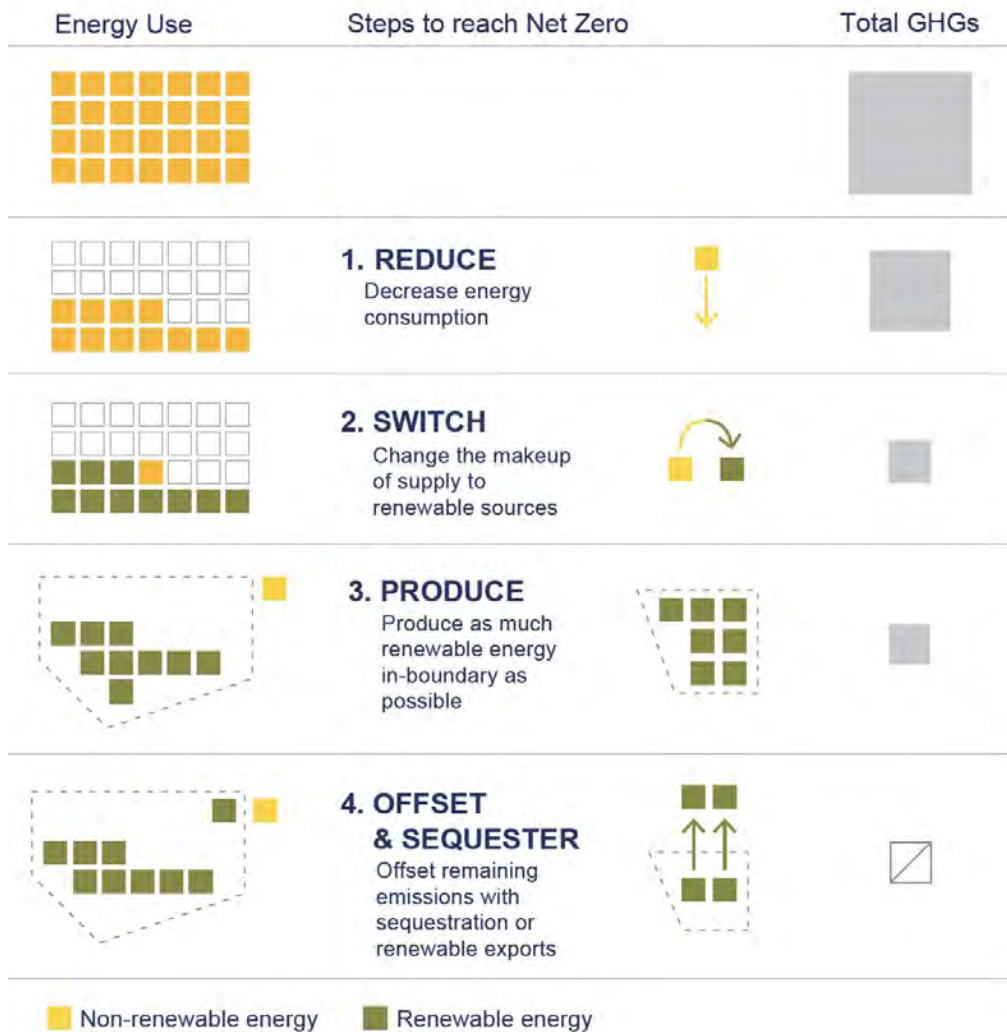 Energy Use
Steps to reach Net Zero
Total GHGs
1. REDUCE
Decrease energy
consumption
2. SWITCH
Change the makeup
of supply to
renewable sources
3. PRODUCE
Produce as much
renewable energy
in-boundary as
possible
4. OFFSET
& SEQUESTER
Offset remaining
emissions with
sequestration or
renewable exports
Non-renewable energy
Renewable energy